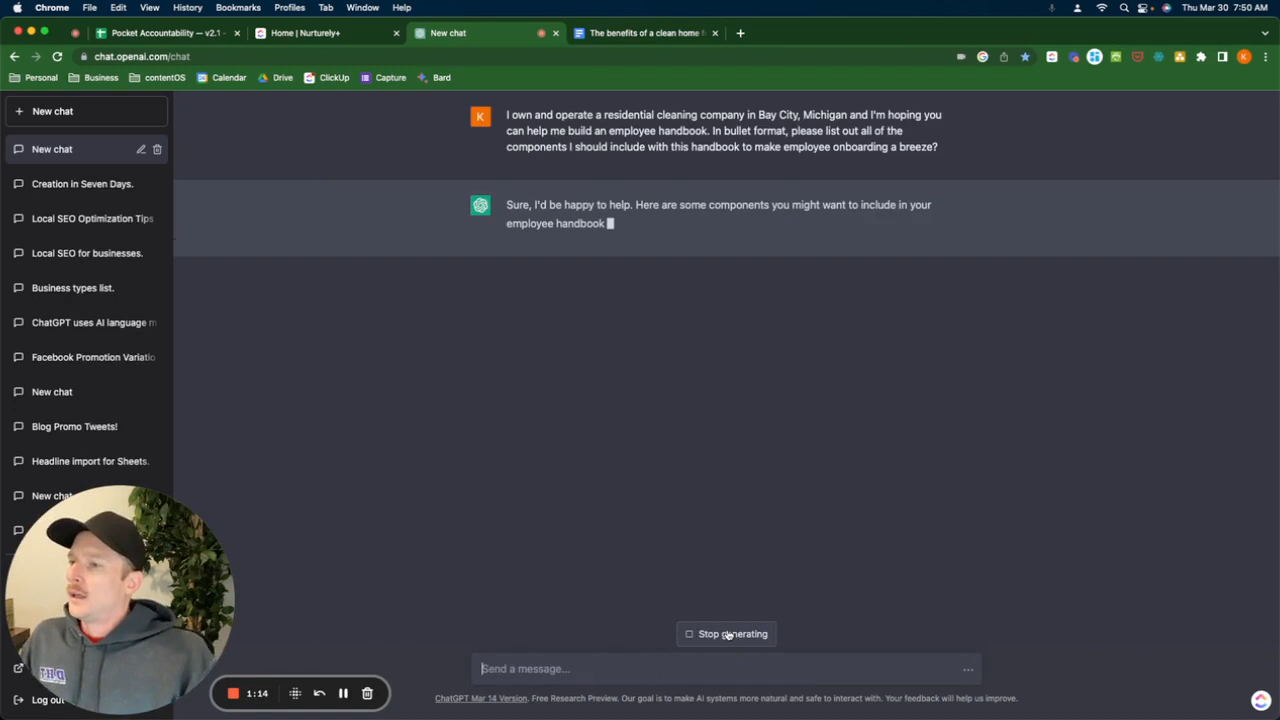 Chrome File Edit View History Bookmarks Profiles Tab Window Help Thu Mar 30 7:50 AM
Pocket Accountability — v2.1 Home | Nurturely+ New chat The benefits of a clean home f
chat.openai.com/chat K
Personal Business contentOS Calendar Drive ClickUp Capture Bard
New chat
New chat
Creation in Seven Days.
Local SEO Optimization Tips
Local SEO for businesses.
Business types list.
ChatGPT uses AI language m
Facebook Promotion Variatio
New chat
Blog Promo Tweets!
Headline import for Sheets.
New chat
Log out
K
I own and operate a residential cleaning company in Bay City, Michigan and I'm hoping you
can help me build an employee handbook. In bullet format, please list out all of the
components I should include with this handbook to make employee onboarding a breeze?
Sure, I'd be happy to help. Here are some components you might want to include in your
employee handbook
Stop generating
Send a message...
ChatGPT Mar 14 Version. Free Research Preview. Our goal is to make AI systems more natural and safe to interact with. Your feedback will help us improve.
1:14